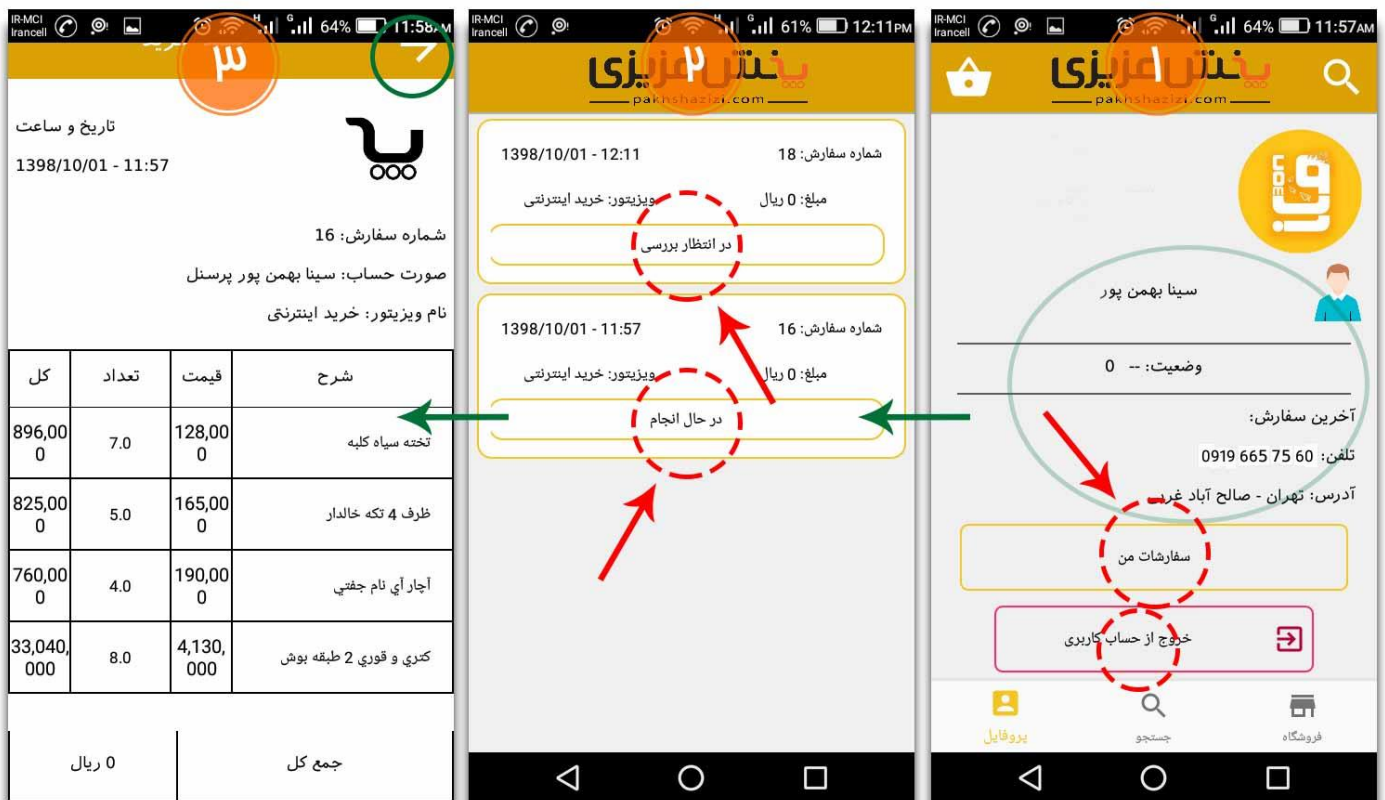 IR-MCI
Irancell
64% 11:57AM
۱
پخش عزیزی
pakhshazizi.com
سینا بهمن پور
وضعیت: -- 0
آخرین سفارش:
تلفن: 60 75 665 0919
آدرس: تهران - صالح آباد غربی
سفارشات من
خروج از حساب کاربری
فروشگاه
جستجو
پروفایل
IR-MCI
Irancell
61% 12:11PM
۲
پخش عزیزی
pakhshazizi.com
شماره سفارش: 18 1398/10/01 - 12:11
مبلغ: 0 ریال ویزیتور: خرید اینترنتی
در انتظار بررسی
شماره سفارش: 16 1398/10/01 - 11:57
مبلغ: 0 ریال ویزیتور: خرید اینترنتی
در حال انجام
IR-MCI
Irancell
64% 11:58AM
۳
تاریخ و ساعت
1398/10/01 - 11:57
شماره سفارش: 16
صورت حساب: سینا بهمن پور پرسنل
نام ویزیتور: خرید اینترنتی
شرح قیمت تعداد کل
تخته سیاه کلبه 128,000 7.0 896,000
ظرف 4 تکه خالدار 165,000 5.0 825,000
آچار آي نام جفتي 190,000 4.0 760,000
كتري و قوري 2 طبقه بوش 4,130,000 8.0 33,040,000
جمع کل 0 ریال